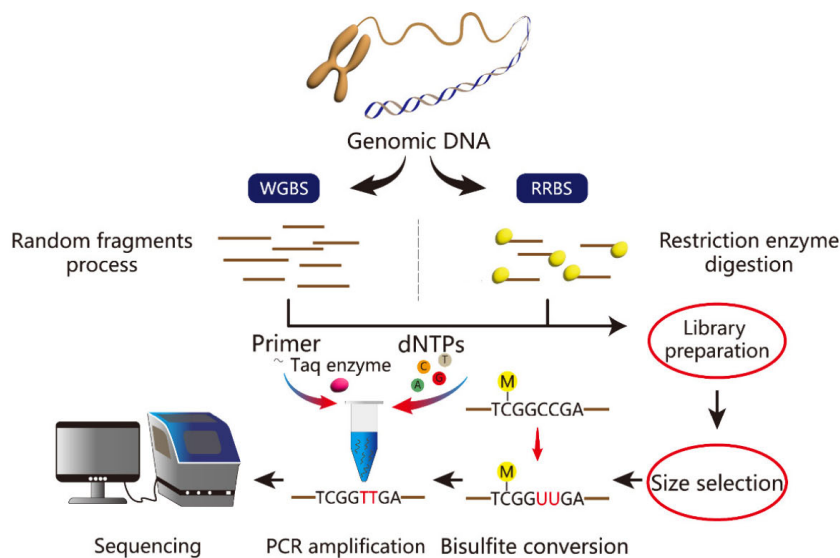 Genomic DNA
WGBS
RRBS
Random fragments
process
Restriction enzyme
digestion
Library
preparation
Primer
dNTPs
Taq enzyme
C
T
A
G
M
TCGGCCGA
M
TCGGUUGA
TCGGTTGA
Size selection
Sequencing
PCR amplification
Bisulfite conversion